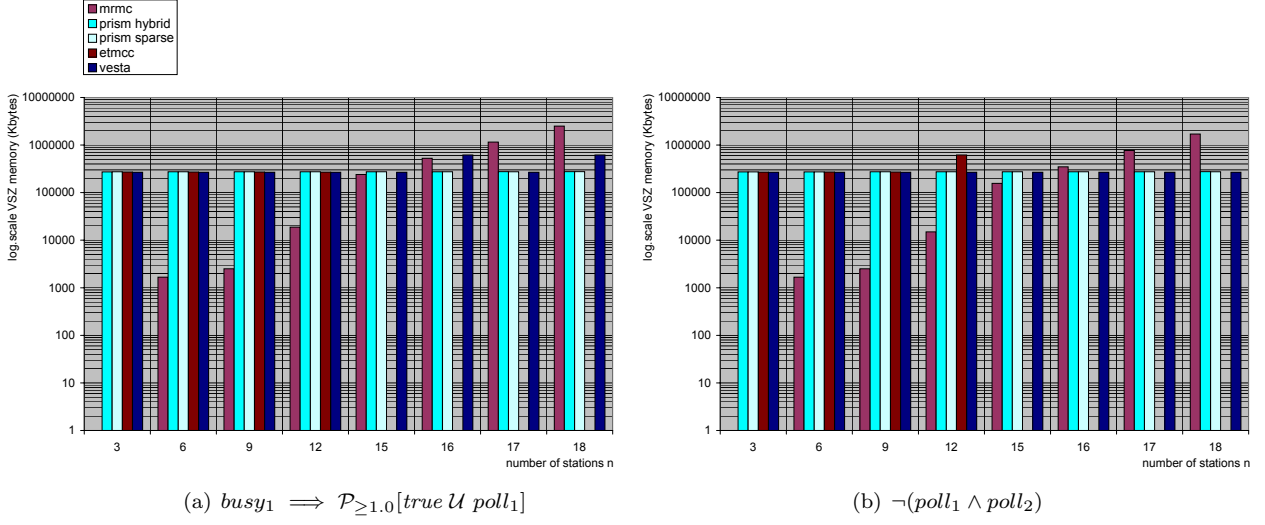 mrmc
prism hybrid
prism sparse
etmcc
vesta
log.scale VSZ memory (Kbytes)
10000000
1000000
100000
10000
1000
100
10
1
3 6 9 12 15 16 17 18
number of stations n
(a) busy₁ ⟹ 𝒫≥1.0[true 𝒰 poll₁]
log.scale VSZ memory (Kbytes)
10000000
1000000
100000
10000
1000
100
10
1
3 6 9 12 15 16 17 18
number of stations n
(b) ¬(poll₁ ∧ poll₂)